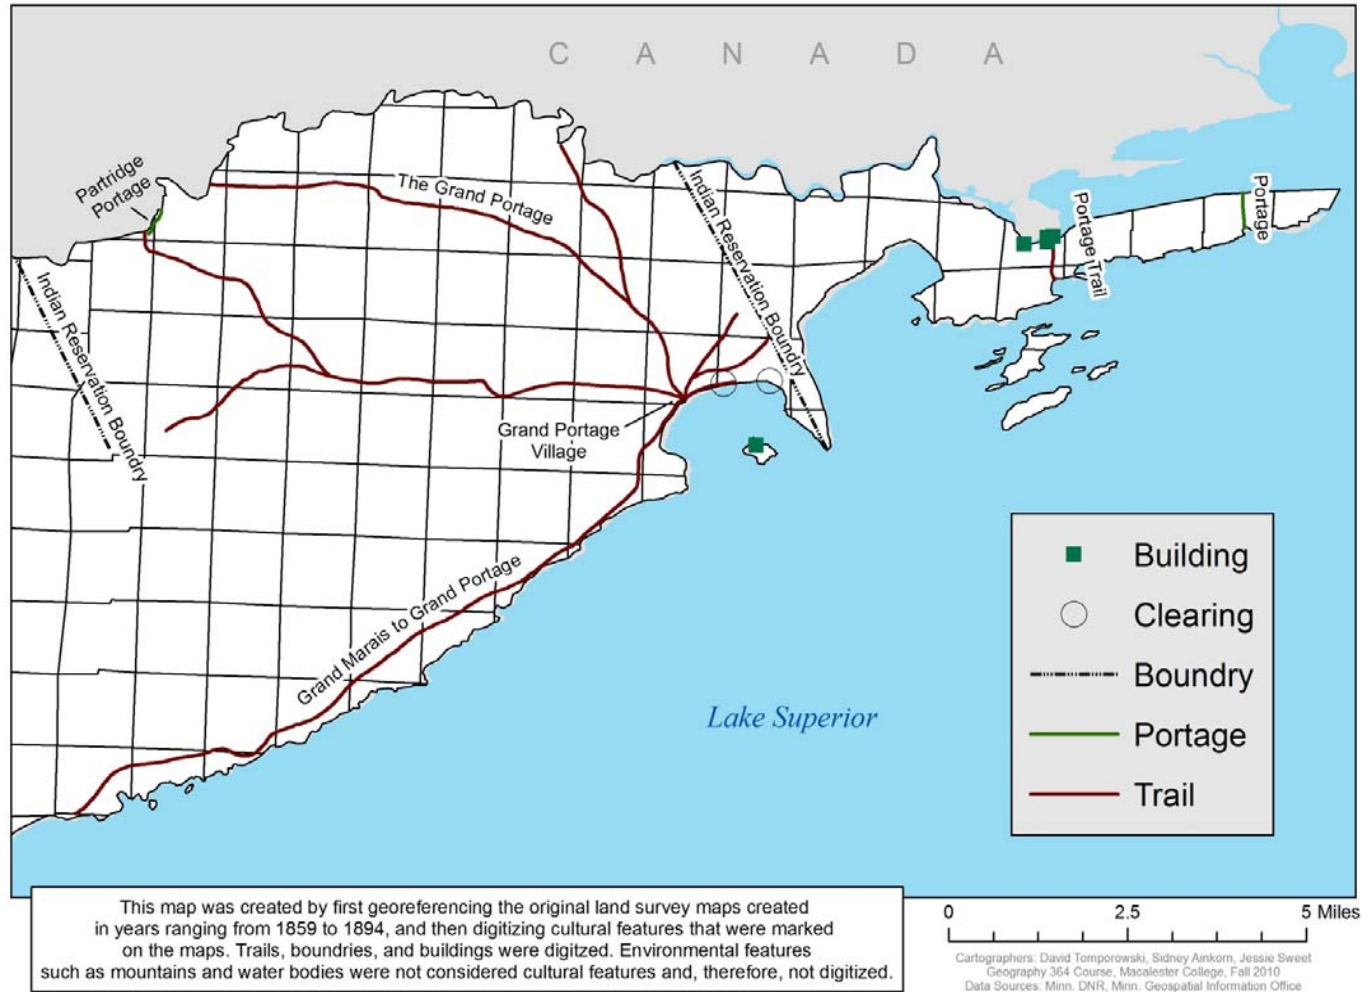 C A N A D A
Partridge
Portage
The Grand Portage
Indian Reservation Boundry
Portage Trail
Portage
Indian Reservation Boundry
Grand Portage
Village
Grand Marais to Grand Portage
Lake Superior
Building
Clearing
Boundry
Portage
Trail
This map was created by first georeferencing the original land survey maps created
in years ranging from 1859 to 1894, and then digitizing cultural features that were marked
on the maps. Trails, boundries, and buildings were digitzed. Environmental features
such as mountains and water bodies were not considered cultural features and, therefore, not digitized.
0 2.5 5 Miles
Cartographers: David Tomporowski, Sidney Ainkorn, Jessie Sweet
Geography 364 Course, Macalester College, Fall 2010
Data Sources: Minn. DNR, Minn. Geospatial Information Office